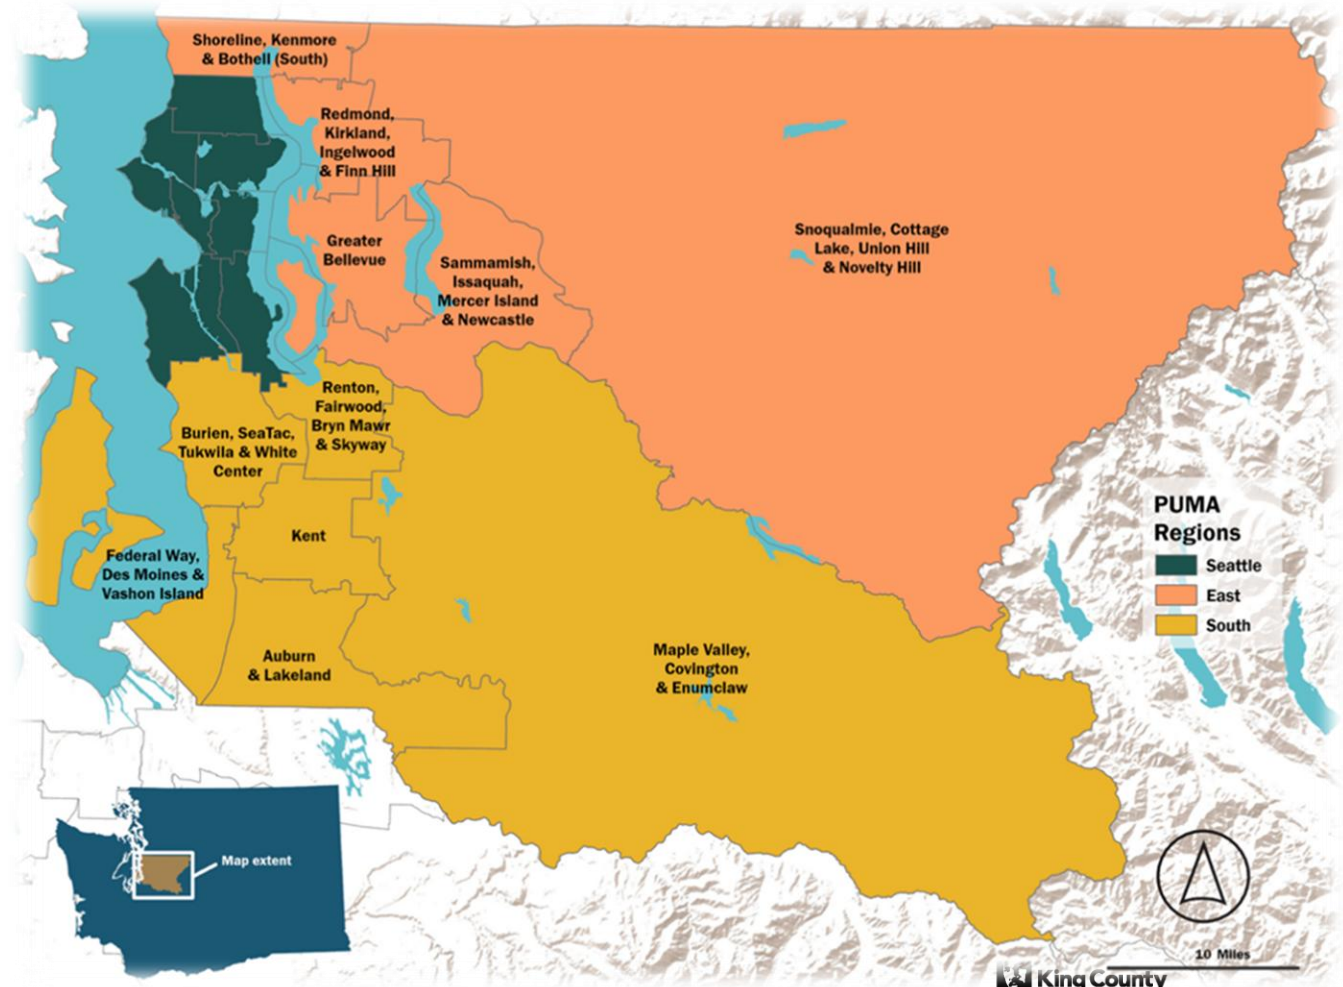 Shoreline, Kenmore
& Bothell (South)
Redmond,
Kirkland,
Ingelwood
& Finn Hill
Greater
Bellevue
Sammamish,
Issaquah,
Mercer Island
& Newcastle
Snoqualmie, Cottage
Lake, Union Hill
& Novelty Hill
Renton,
Fairwood,
Bryn Mawr
& Skyway
Burien, SeaTac,
Tukwila & White
Center
Kent
Federal Way,
Des Moines &
Vashon Island
Auburn
& Lakeland
Maple Valley,
Covington
& Enumclaw
PUMA
Regions
Seattle
East
South
Map extent
10 Miles
King County